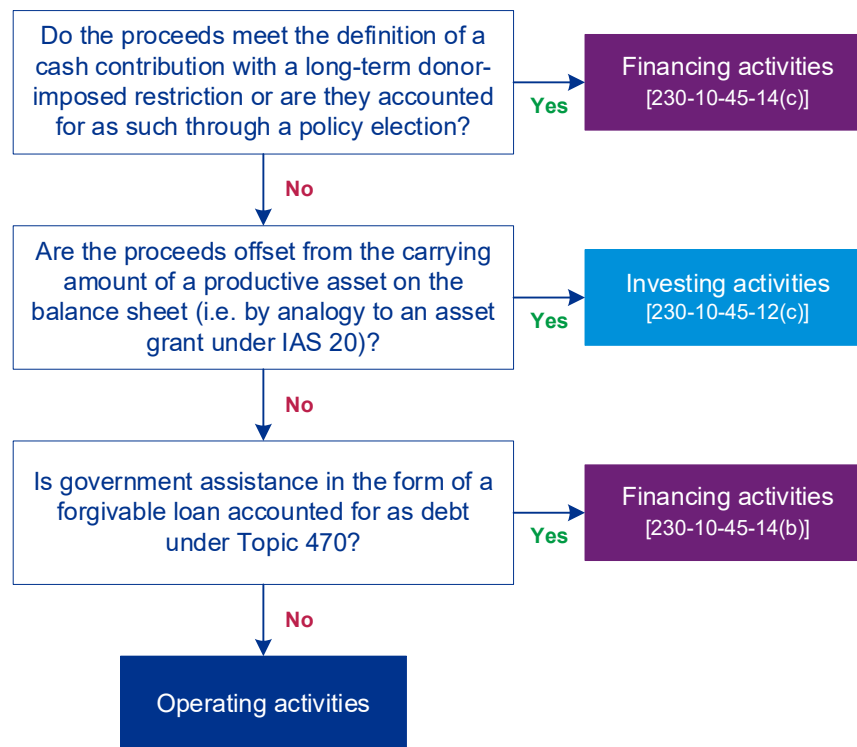 Do the proceeds meet the definition of a
cash contribution with a long-term donor-
imposed restriction or are they accounted
for as such through a policy election?
Yes
Financing activities
[230-10-45-14(c)]
No
Are the proceeds offset from the carrying
amount of a productive asset on the
balance sheet (i.e. by analogy to an asset
grant under IAS 20)?
Yes
Investing activities
[230-10-45-12(c)]
No
Is government assistance in the form of a
forgivable loan accounted for as debt
under Topic 470?
Yes
Financing activities
[230-10-45-14(b)]
No
Operating activities